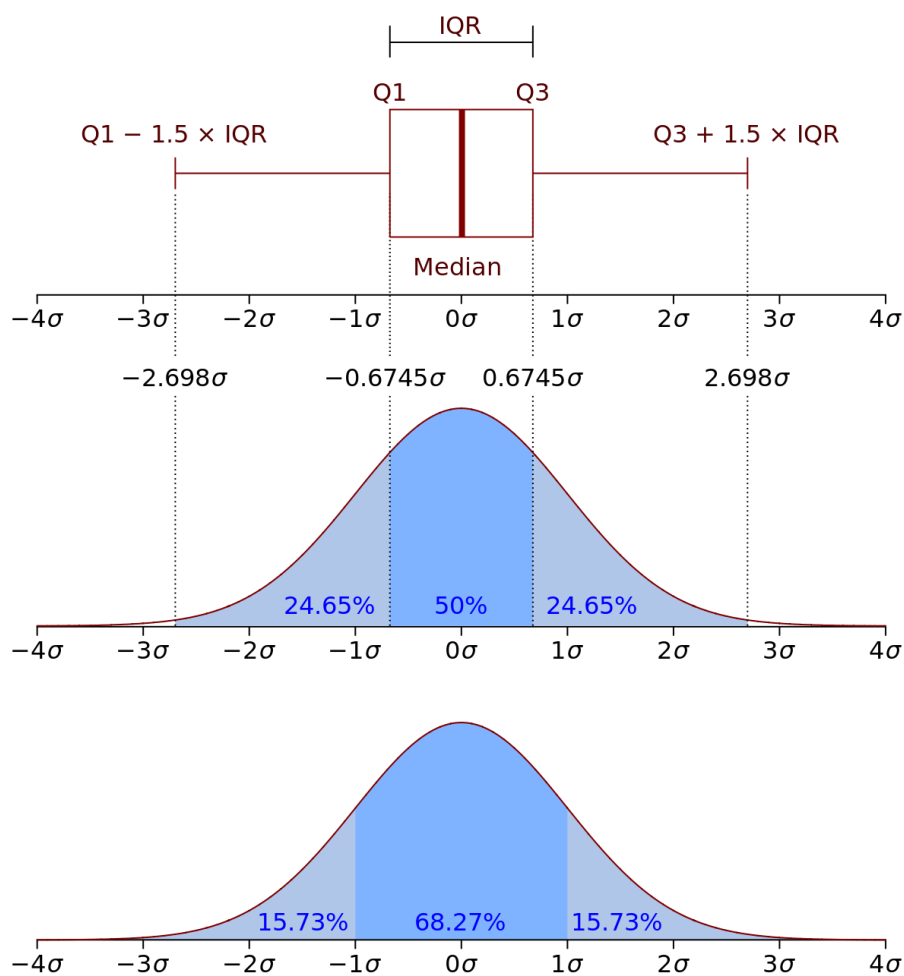 IQR
Q1 Q3
Q1 − 1.5 × IQR Q3 + 1.5 × IQR
Median
−4σ −3σ −2σ −1σ 0σ 1σ 2σ 3σ 4σ
−2.698σ −0.6745σ 0.6745σ 2.698σ
24.65% 50% 24.65%
−4σ −3σ −2σ −1σ 0σ 1σ 2σ 3σ 4σ
15.73% 68.27% 15.73%
−4σ −3σ −2σ −1σ 0σ 1σ 2σ 3σ 4σ